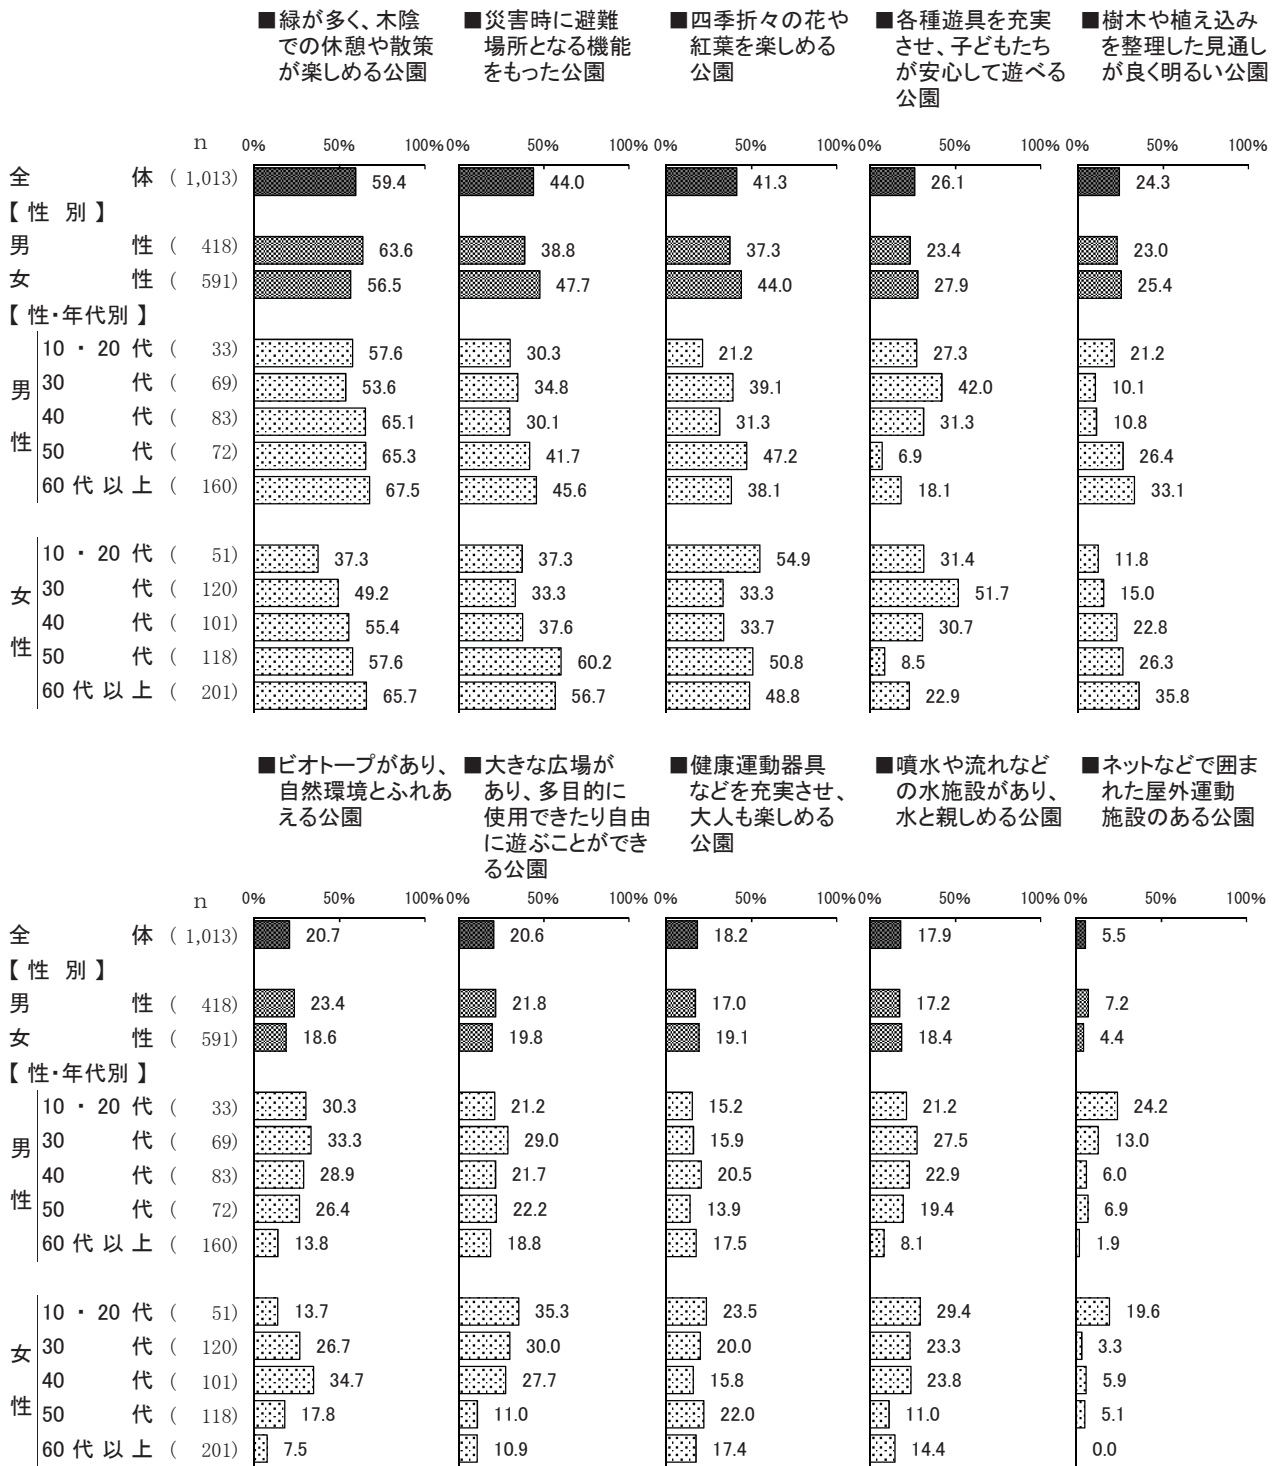 ■緑が多く、木陰
での休憩や散策
が楽しめる公園
■災害時に避難
場所となる機能
をもった公園
■四季折々の花や
紅葉を楽しめる
公園
■各種遊具を充実
させ、子どもたち
が安心して遊べる
公園
■樹木や植え込み
を整理した見通し
が良く明るい公園
n 0% 50% 100% 0% 50% 100% 0% 50% 100% 0% 50% 100% 0% 50% 100%
全体 ( 1,013) 59.4 44.0 41.3 26.1 24.3
【 性 別 】
男性 ( 418) 63.6 38.8 37.3 23.4 23.0
女性 ( 591) 56.5 47.7 44.0 27.9 25.4
【 性・年代別 】
男性
10 ・ 20 代 ( 33) 57.6 30.3 21.2 27.3 21.2
30 代 ( 69) 53.6 34.8 39.1 42.0 10.1
40 代 ( 83) 65.1 30.1 31.3 31.3 10.8
50 代 ( 72) 65.3 41.7 47.2 6.9 26.4
60 代 以 上 ( 160) 67.5 45.6 38.1 18.1 33.1
女性
10 ・ 20 代 ( 51) 37.3 37.3 54.9 31.4 11.8
30 代 ( 120) 49.2 33.3 33.3 51.7 15.0
40 代 ( 101) 55.4 37.6 33.7 30.7 22.8
50 代 ( 118) 57.6 60.2 50.8 8.5 26.3
60 代 以 上 ( 201) 65.7 56.7 48.8 22.9 35.8
■ビオトープがあり、
自然環境とふれあ
える公園
■大きな広場が
あり、多目的に
使用できたり自由
に遊ぶことができ
る公園
■健康運動器具
などを充実させ、
大人も楽しめる
公園
■噴水や流れなど
の水施設があり、
水と親しめる公園
■ネットなどで囲ま
れた屋外運動
施設のある公園
n 0% 50% 100% 0% 50% 100% 0% 50% 100% 0% 50% 100% 0% 50% 100%
全体 ( 1,013) 20.7 20.6 18.2 17.9 5.5
【 性 別 】
男性 ( 418) 23.4 21.8 17.0 17.2 7.2
女性 ( 591) 18.6 19.8 19.1 18.4 4.4
【 性・年代別 】
男性
10 ・ 20 代 ( 33) 30.3 21.2 15.2 21.2 24.2
30 代 ( 69) 33.3 29.0 15.9 27.5 13.0
40 代 ( 83) 28.9 21.7 20.5 22.9 6.0
50 代 ( 72) 26.4 22.2 13.9 19.4 6.9
60 代 以 上 ( 160) 13.8 18.8 17.5 8.1 1.9
女性
10 ・ 20 代 ( 51) 13.7 35.3 23.5 29.4 19.6
30 代 ( 120) 26.7 30.0 20.0 23.3 3.3
40 代 ( 101) 34.7 27.7 15.8 23.8 5.9
50 代 ( 118) 17.8 11.0 22.0 11.0 5.1
60 代 以 上 ( 201) 7.5 10.9 17.4 14.4 0.0